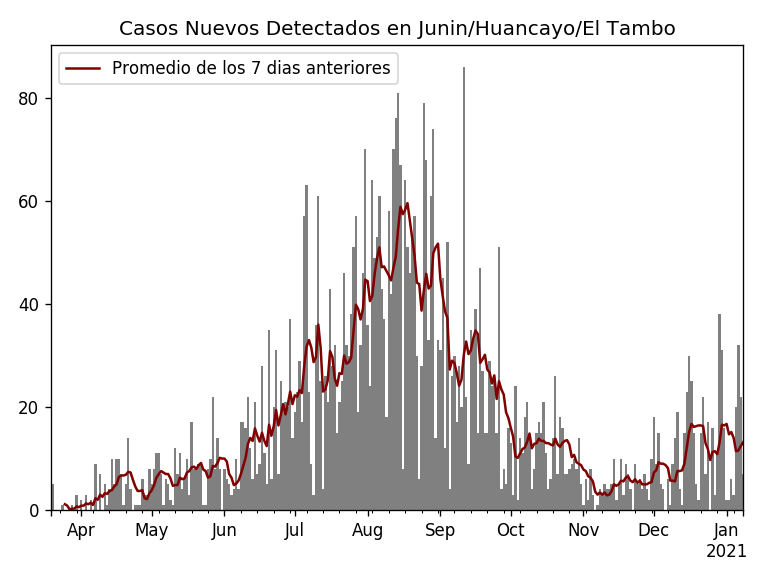 Casos Nuevos Detectados en Junin/Huancayo/El Tambo
Promedio de los 7 dias anteriores
80
60
40
20
0
Apr May Jun Jul Aug Sep Oct Nov Dec Jan
2021